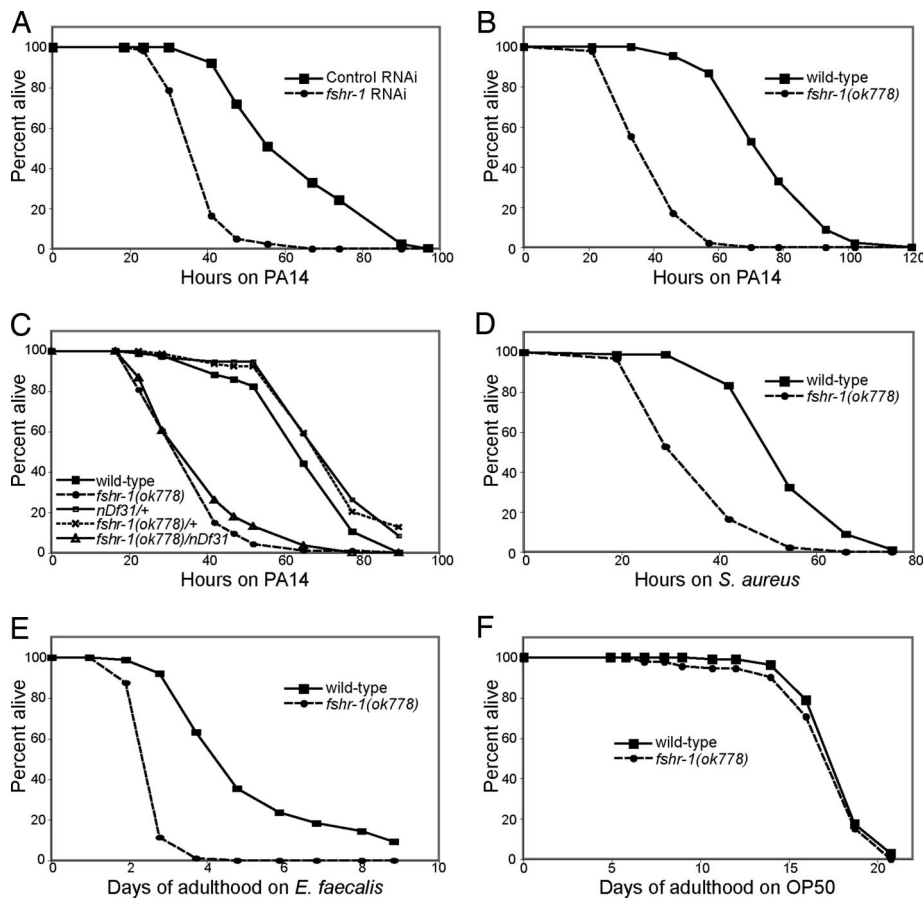 A
Percent alive
100
80
60
40
20
0
Control RNAi
fshr-1 RNAi
0 20 40 60 80 100
Hours on PA14
B
Percent alive
100
80
60
40
20
0
wild-type
fshr-1(ok778)
0 20 40 60 80 100 120
Hours on PA14
C
Percent alive
100
80
60
40
20
0
wild-type
fshr-1(ok778)
nDf31/+
fshr-1(ok778)/+
fshr-1(ok778)/nDf31
0 20 40 60 80 100
Hours on PA14
D
Percent alive
100
80
60
40
20
0
wild-type
fshr-1(ok778)
0 20 40 60 80
Hours on S. aureus
E
Percent alive
100
80
60
40
20
0
wild-type
fshr-1(ok778)
0 2 4 6 8 10
Days of adulthood on E. faecalis
F
Percent alive
100
80
60
40
20
0
wild-type
fshr-1(ok778)
0 5 10 15 20
Days of adulthood on OP50